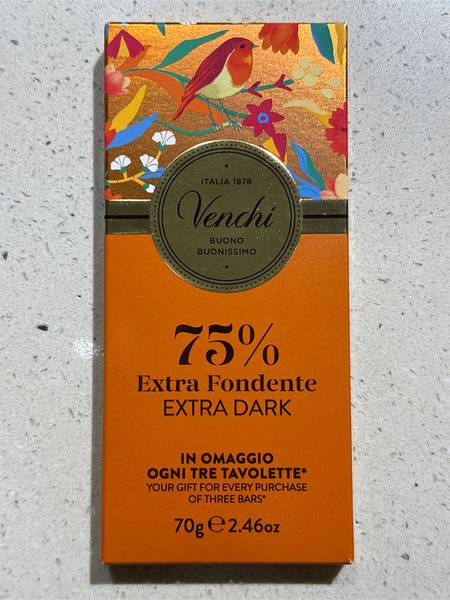 ITALIA 1878
Venchi
BUONO
BUONISSIMO
75%
Extra Fondente
EXTRA DARK
IN OMAGGIO
OGNI TRE TAVOLETTE*
YOUR GIFT FOR EVERY PURCHASE
OF THREE BARS*
70g ℮ 2.46oz